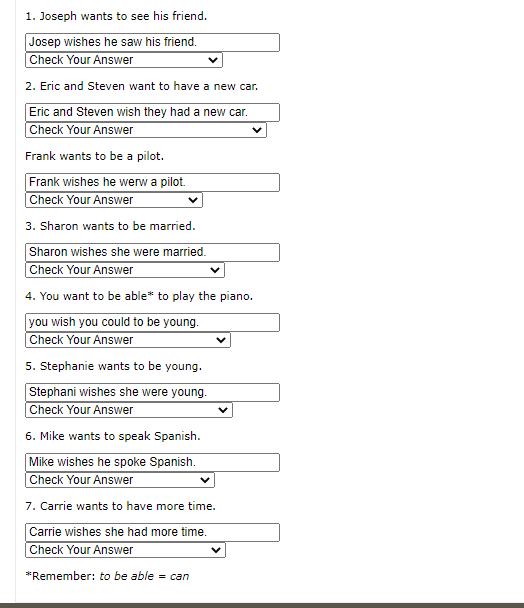 1. Joseph wants to see his friend.
Josep wishes he saw his friend.
Check Your Answer
2. Eric and Steven want to have a new car.
Eric and Steven wish they had a new car.
Check Your Answer
Frank wants to be a pilot.
Frank wishes he werw a pilot.
Check Your Answer
3. Sharon wants to be married.
Sharon wishes she were married.
Check Your Answer
4. You want to be able* to play the piano.
you wish you could to be young.
Check Your Answer
5. Stephanie wants to be young.
Stephani wishes she were young.
Check Your Answer
6. Mike wants to speak Spanish.
Mike wishes he spoke Spanish.
Check Your Answer
7. Carrie wants to have more time.
Carrie wishes she had more time.
Check Your Answer
*Remember: to be able = can